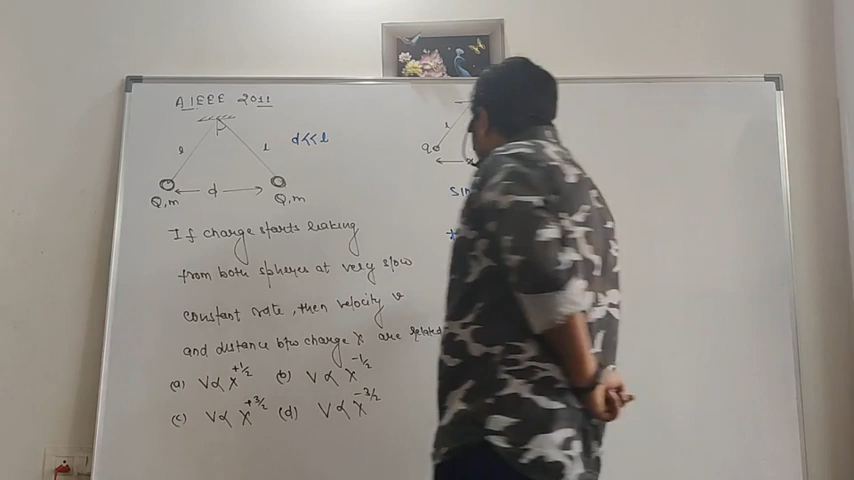 AIEEE 2011
d<<l
l
l
d
Q,m
Q,m
If charge starts leaking
from both spheres at very slow
constant rate, then velocity v
and distance b/w charge x are related
(a) V∝x^+1/2 (b) V∝x^-1/2
(c) V∝x^+3/2 (d) V∝x^-3/2
l
q
sin